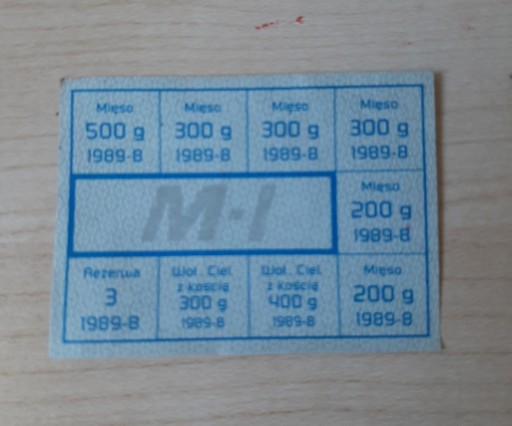 Mięso
500 g
1989-8
Mięso
300 g
1989-8
Mięso
300 g
1989-8
Mięso
300 g
1989-8
M-I
Mięso
200 g
1989-8
Rezerwa
3
1989-8
Woł. Ciel.
z kością
300 g
1989-8
Woł. Ciel.
z kością
400 g
1989-8
Mięso
200 g
1989-8